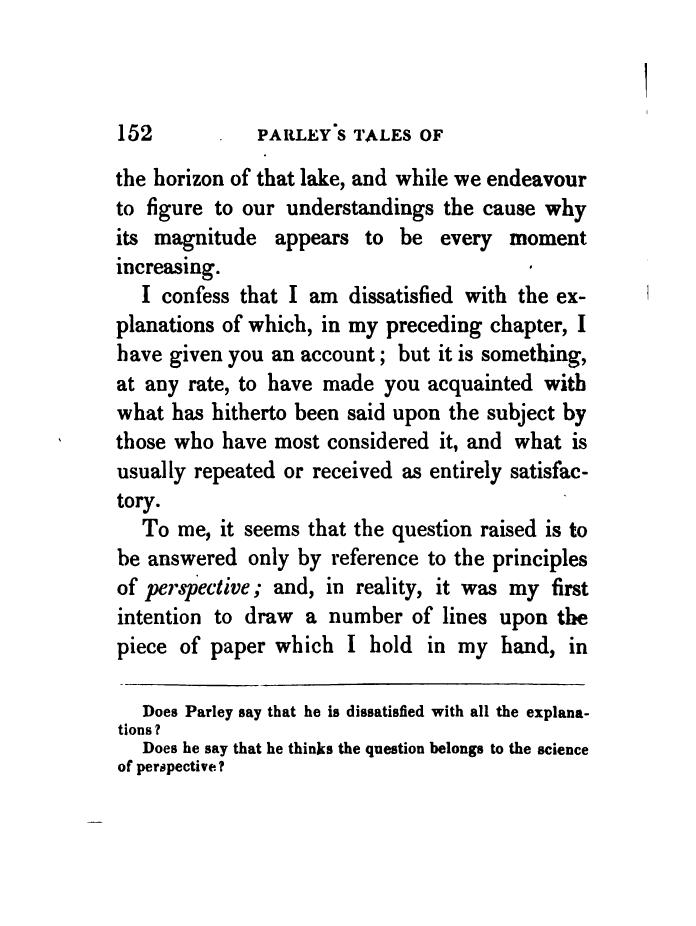 152 PARLEY'S TALES OF
the horizon of that lake, and while we endeavour
to figure to our understandings the cause why
its magnitude appears to be every moment
increasing.
I confess that I am dissatisfied with the ex-
planations of which, in my preceding chapter, I
have given you an account; but it is something,
at any rate, to have made you acquainted with
what has hitherto been said upon the subject by
those who have most considered it, and what is
usually repeated or received as entirely satisfac-
tory.
To me, it seems that the question raised is to
be answered only by reference to the principles
of perspective; and, in reality, it was my first
intention to draw a number of lines upon the
piece of paper which I hold in my hand, in
Does Parley say that he is dissatisfied with all the explana-
tions?
Does he say that he thinks the question belongs to the science
of perspective?